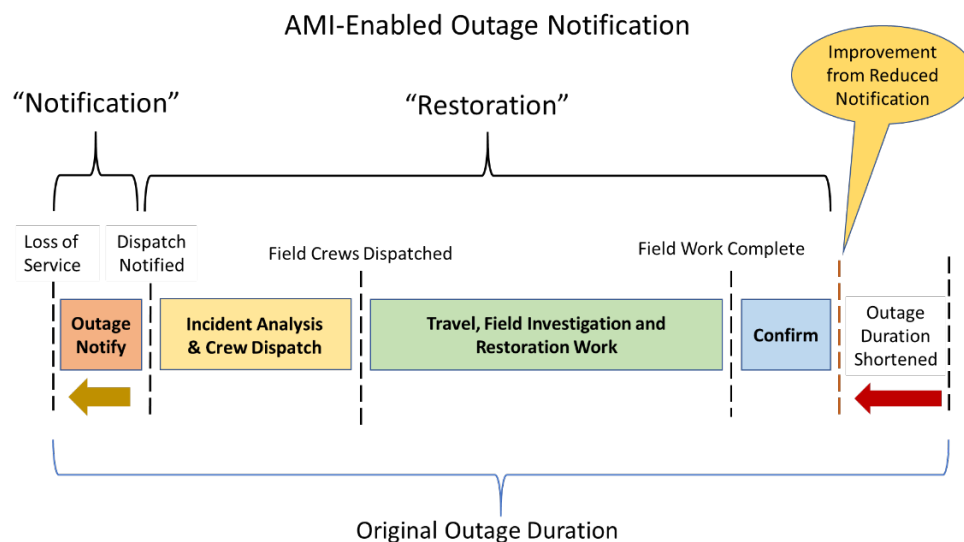 AMI-Enabled Outage Notification
Improvement
from Reduced
Notification
“Notification”
“Restoration”
Loss of
Service
Dispatch
Notified
Field Crews Dispatched
Field Work Complete
Outage
Notify
Incident Analysis
& Crew Dispatch
Travel, Field Investigation and
Restoration Work
Confirm
Outage
Duration
Shortened
Original Outage Duration